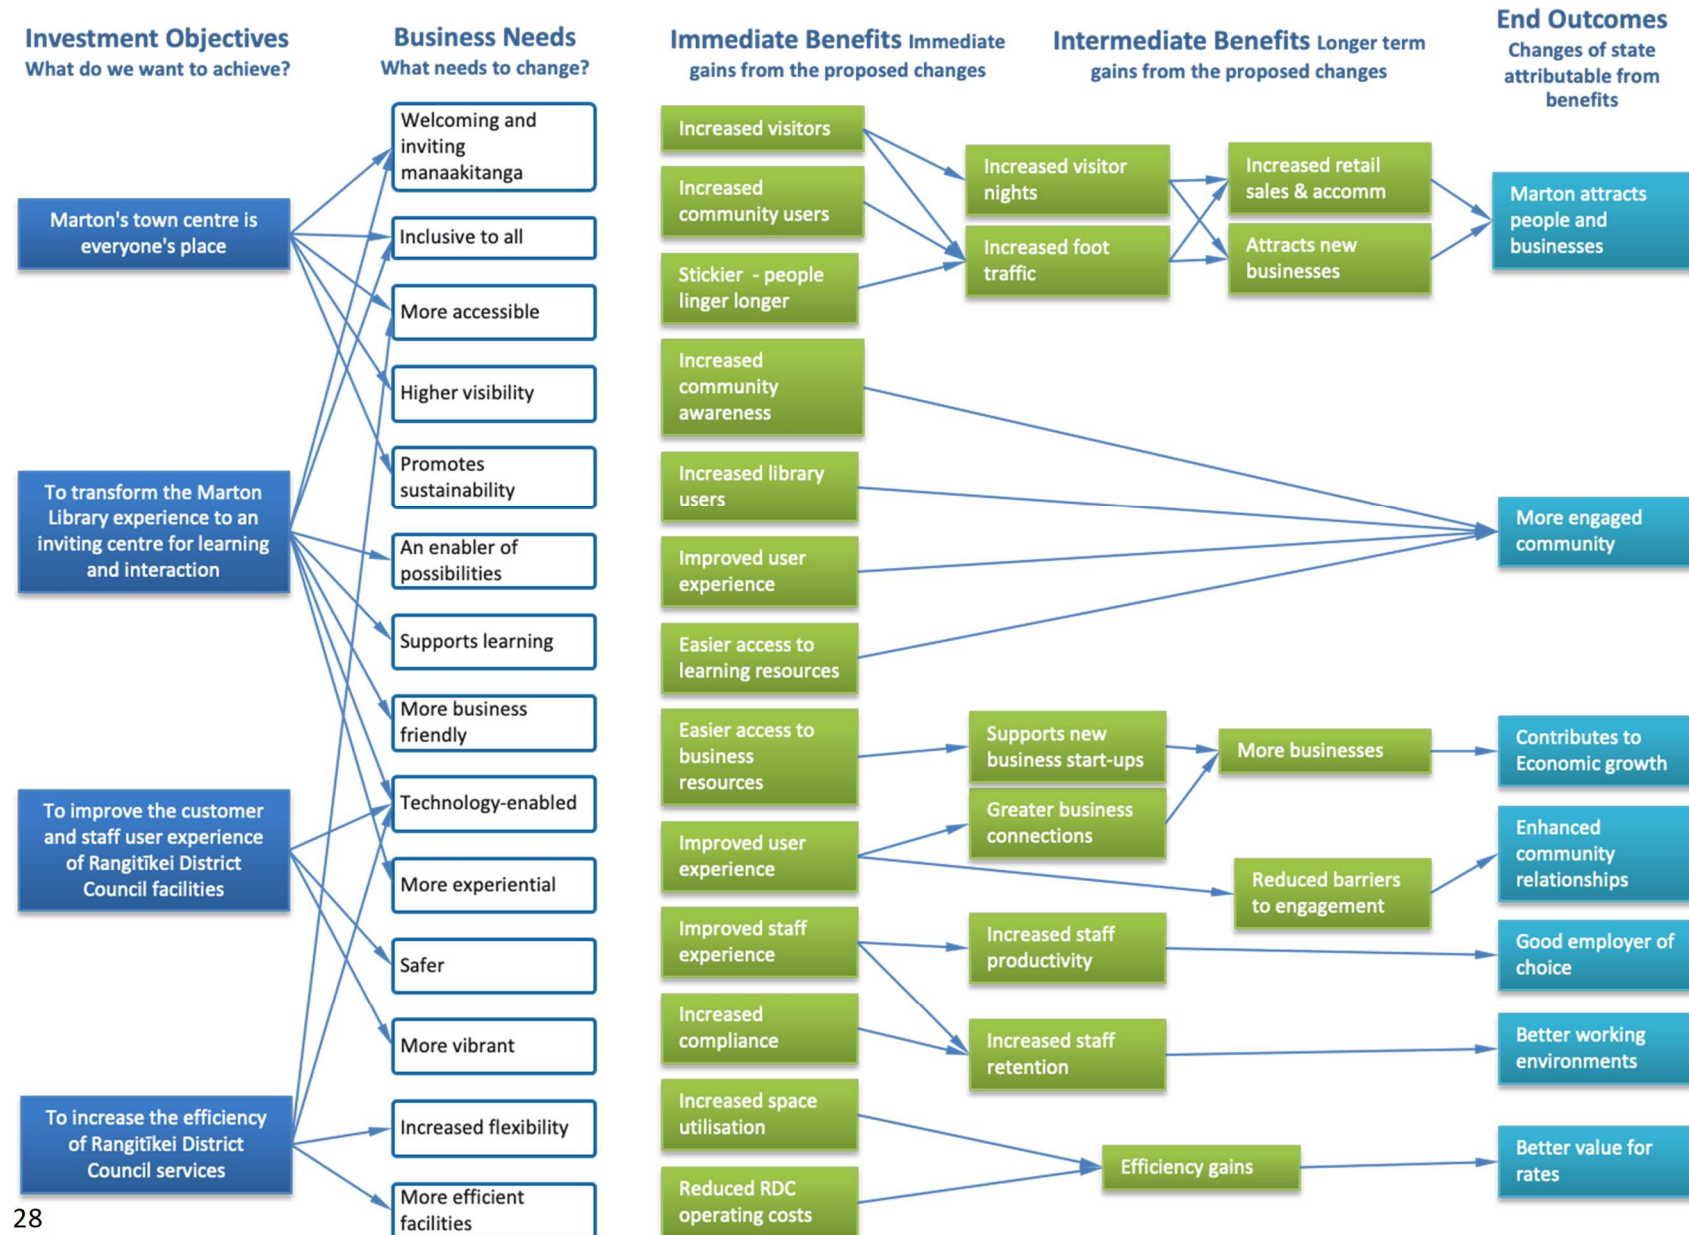 Investment Objectives
What do we want to achieve?
Business Needs
What needs to change?
Immediate Benefits Immediate
gains from the proposed changes
Intermediate Benefits Longer term
gains from the proposed changes
End Outcomes
Changes of state
attributable from
benefits
Marton's town centre is
everyone's place
To transform the Marton
Library experience to an
inviting centre for learning
and interaction
To improve the customer
and staff user experience
of Rangitīkei District
Council facilities
To increase the efficiency
of Rangitīkei District
Council services
Welcoming and
inviting
manaakitanga
Inclusive to all
More accessible
Higher visibility
Promotes
sustainability
An enabler of
possibilities
Supports learning
More business
friendly
Technology-enabled
More experiential
Safer
More vibrant
Increased flexibility
More efficient
facilities
Increased visitors
Increased
community users
Stickier - people
linger longer
Increased
community
awareness
Increased library
users
Improved user
experience
Easier access to
learning resources
Easier access to
business
resources
Improved user
experience
Improved staff
experience
Increased
compliance
Increased space
utilisation
Reduced RDC
operating costs
Increased visitor
nights
Increased foot
traffic
Supports new
business start-ups
Greater business
connections
Increased staff
productivity
Increased staff
retention
Efficiency gains
Increased retail
sales & accomm
Attracts new
businesses
More businesses
Reduced barriers
to engagement
Marton attracts
people and
businesses
More engaged
community
Contributes to
Economic growth
Enhanced
community
relationships
Good employer of
choice
Better working
environments
Better value for
rates
28